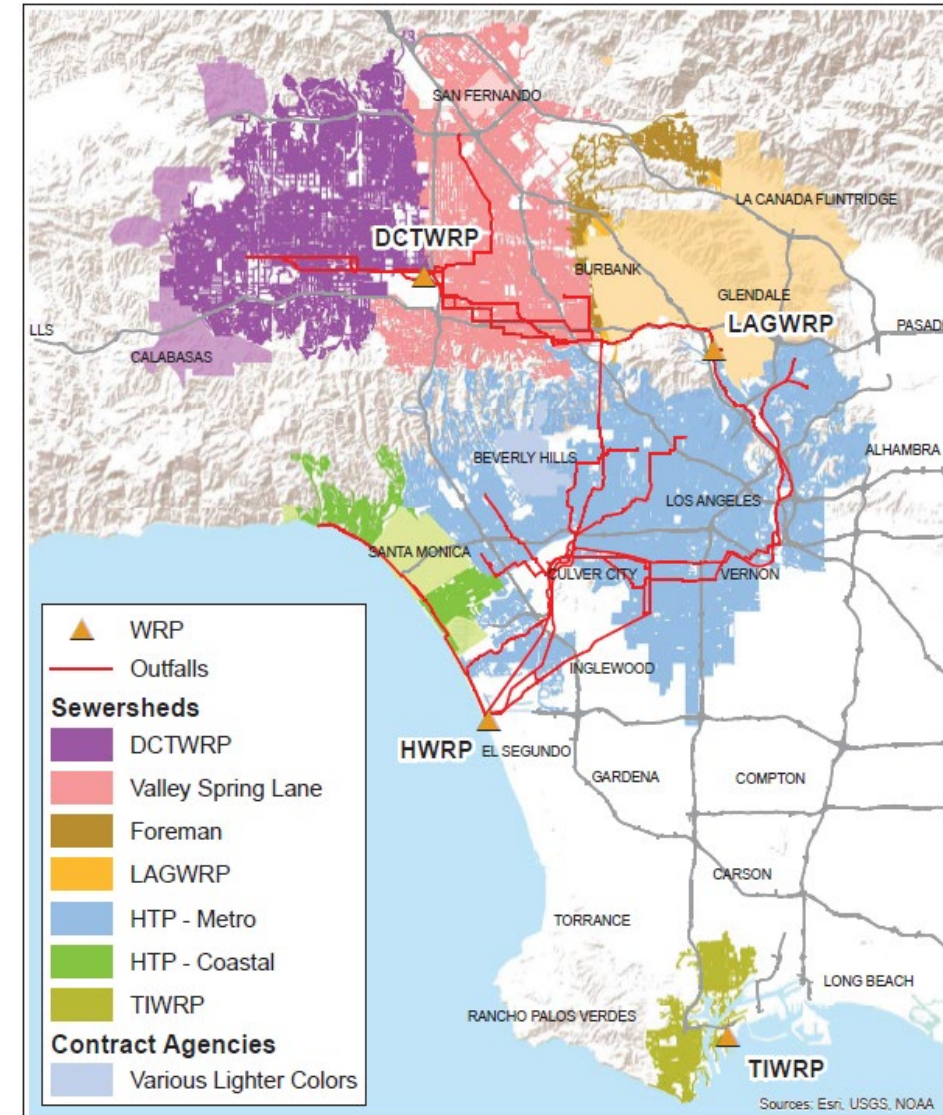 SAN FERNANDO
LA CANADA FLINTRIDGE
DCTWRP
BURBANK
GLENDALE
LAGWRP
LLS
PASAD
CALABASAS
BEVERLY HILLS
ALHAMBRA
LOS ANGELES
SANTA MONICA
CULVER CITY
VERNON
INGLEWOOD
HWRP
EL SEGUNDO
GARDENA
COMPTON
CARSON
TORRANCE
LONG BEACH
RANCHO PALOS VERDES
TIWRP
WRP
Outfalls
Sewersheds
DCTWRP
Valley Spring Lane
Foreman
LAGWRP
HTP - Metro
HTP - Coastal
TIWRP
Contract Agencies
Various Lighter Colors
Sources: Esri, USGS, NOAA